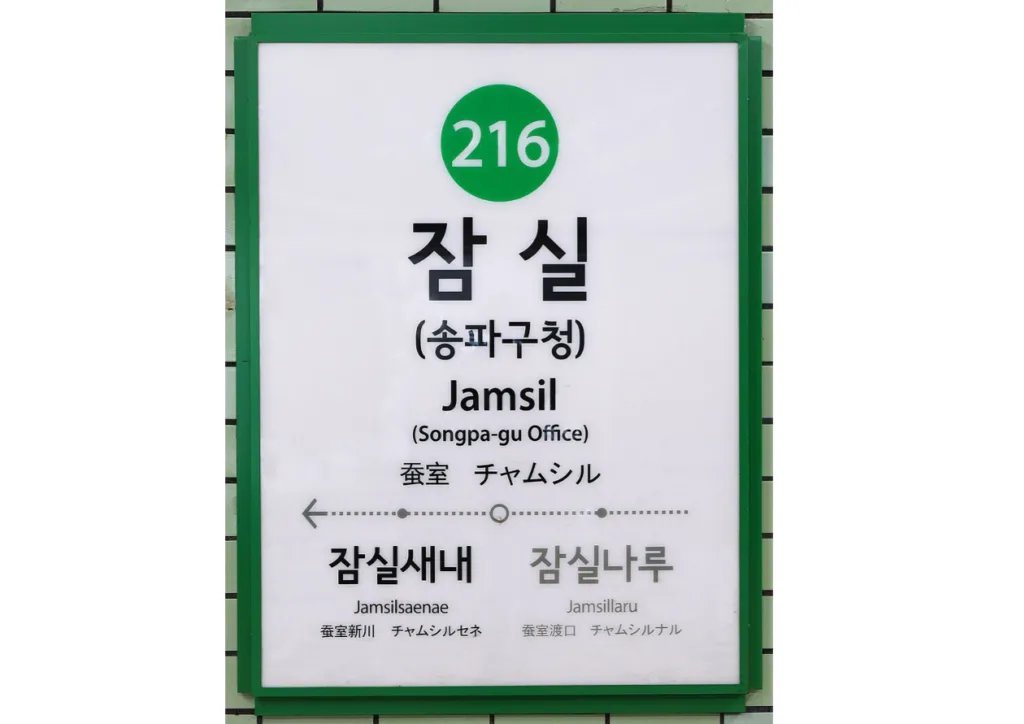 216
잠실
(송파구청)
Jamsil
(Songpa-gu Office)
蚕室 チャムシル
잠실새내 잠실나루
Jamsilsaenae Jamsillaru
蚕室新川 チャムシルセネ 蚕室渡口 チャムシルナル